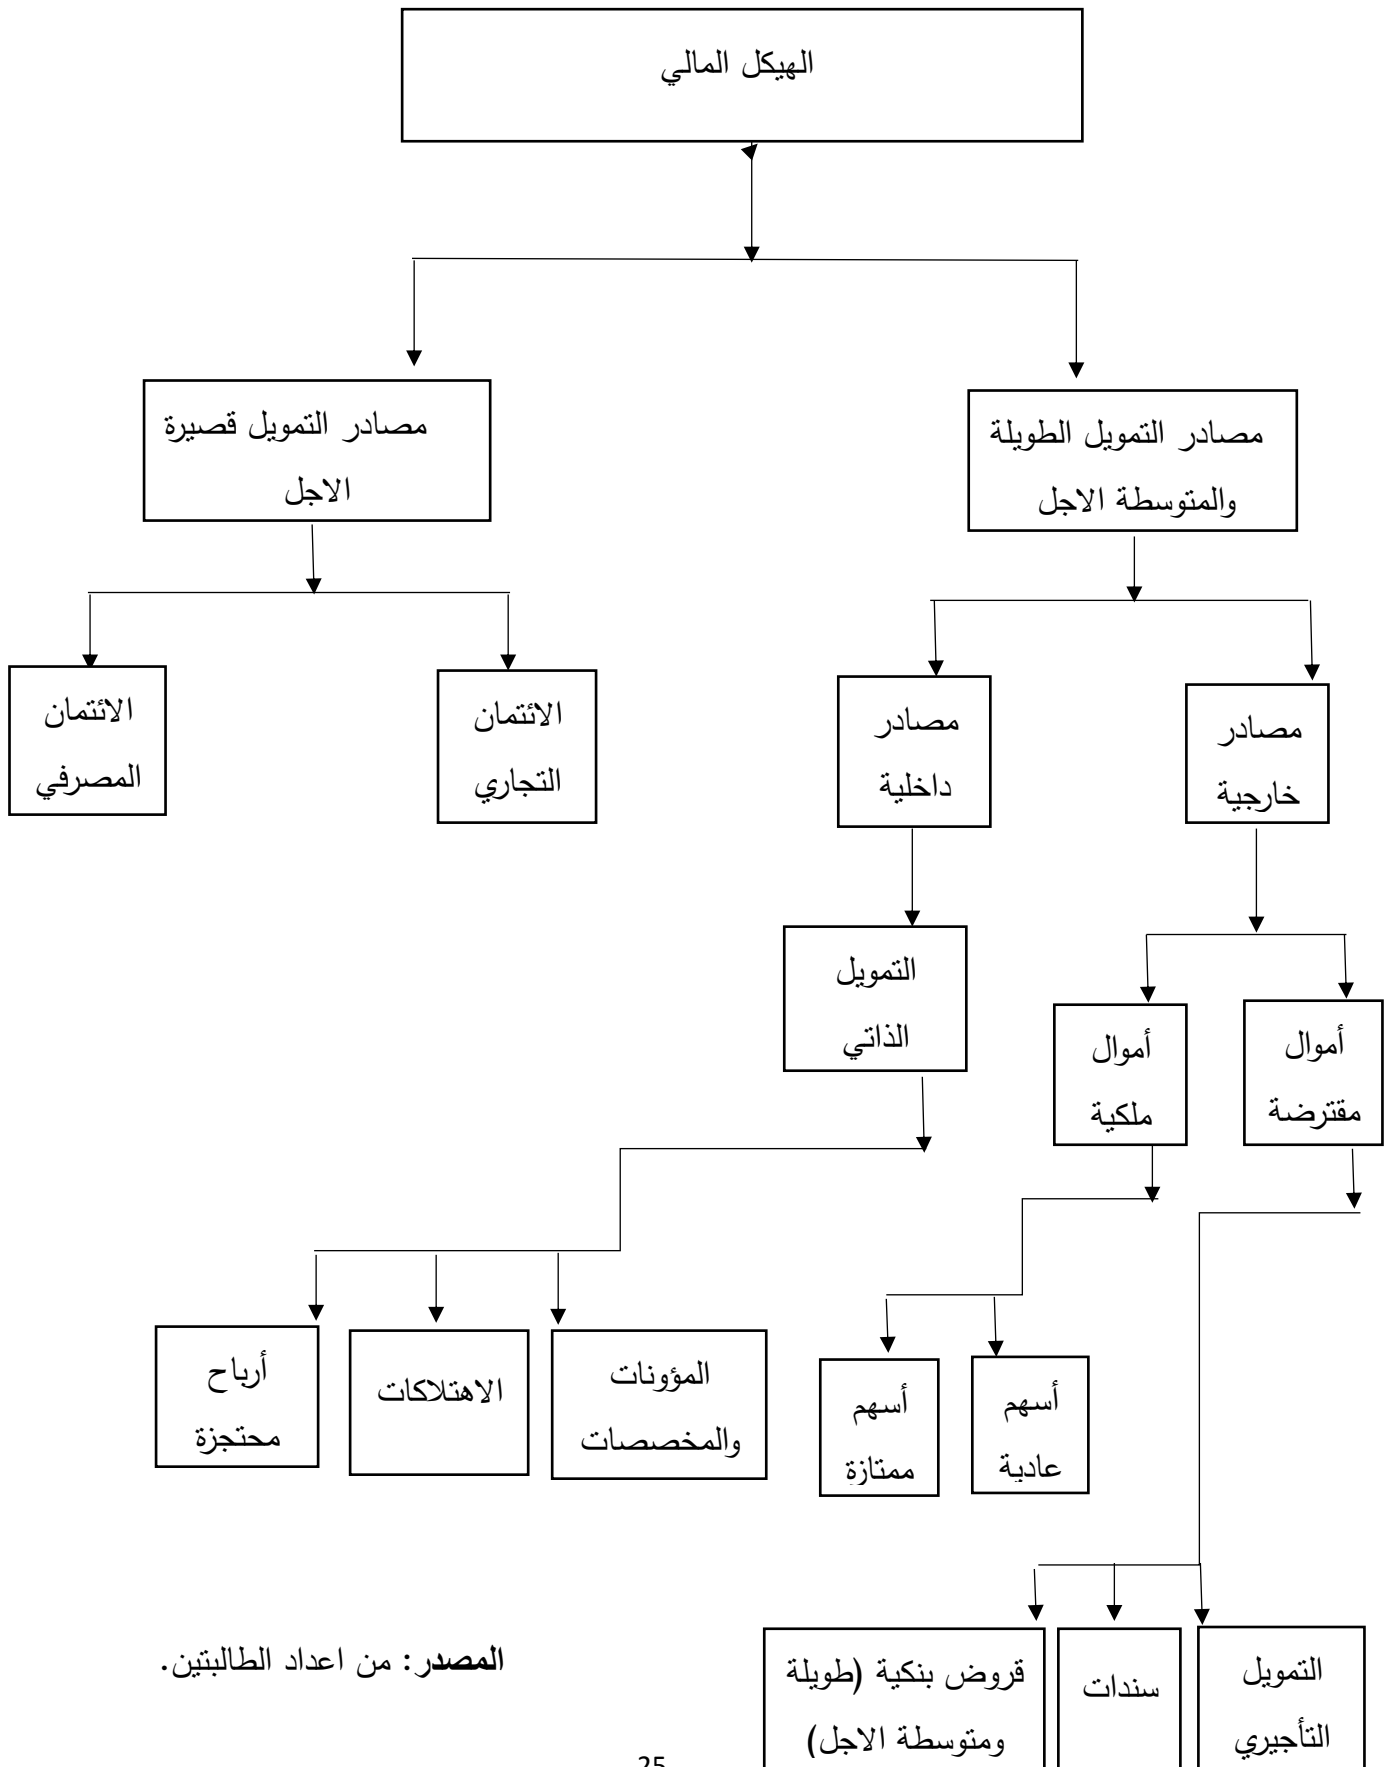 الهيكل المالي
مصادر التمويل الطويلة
والمتوسطة الاجل
مصادر التمويل قصيرة
الاجل
مصادر
خارجية
مصادر
داخلية
الائتمان
التجاري
الائتمان
المصرفي
التمويل
الذاتي
أموال
مقترضة
أموال
ملكية
أسهم
عادية
أسهم
ممتازة
المؤونات
والمخصصات
الاهتلاكات
أرباح
محتجزة
التمويل
التأجيري
سندات
قروض بنكية (طويلة
ومتوسطة الاجل)
المصدر: من اعداد الطالبتين.
25